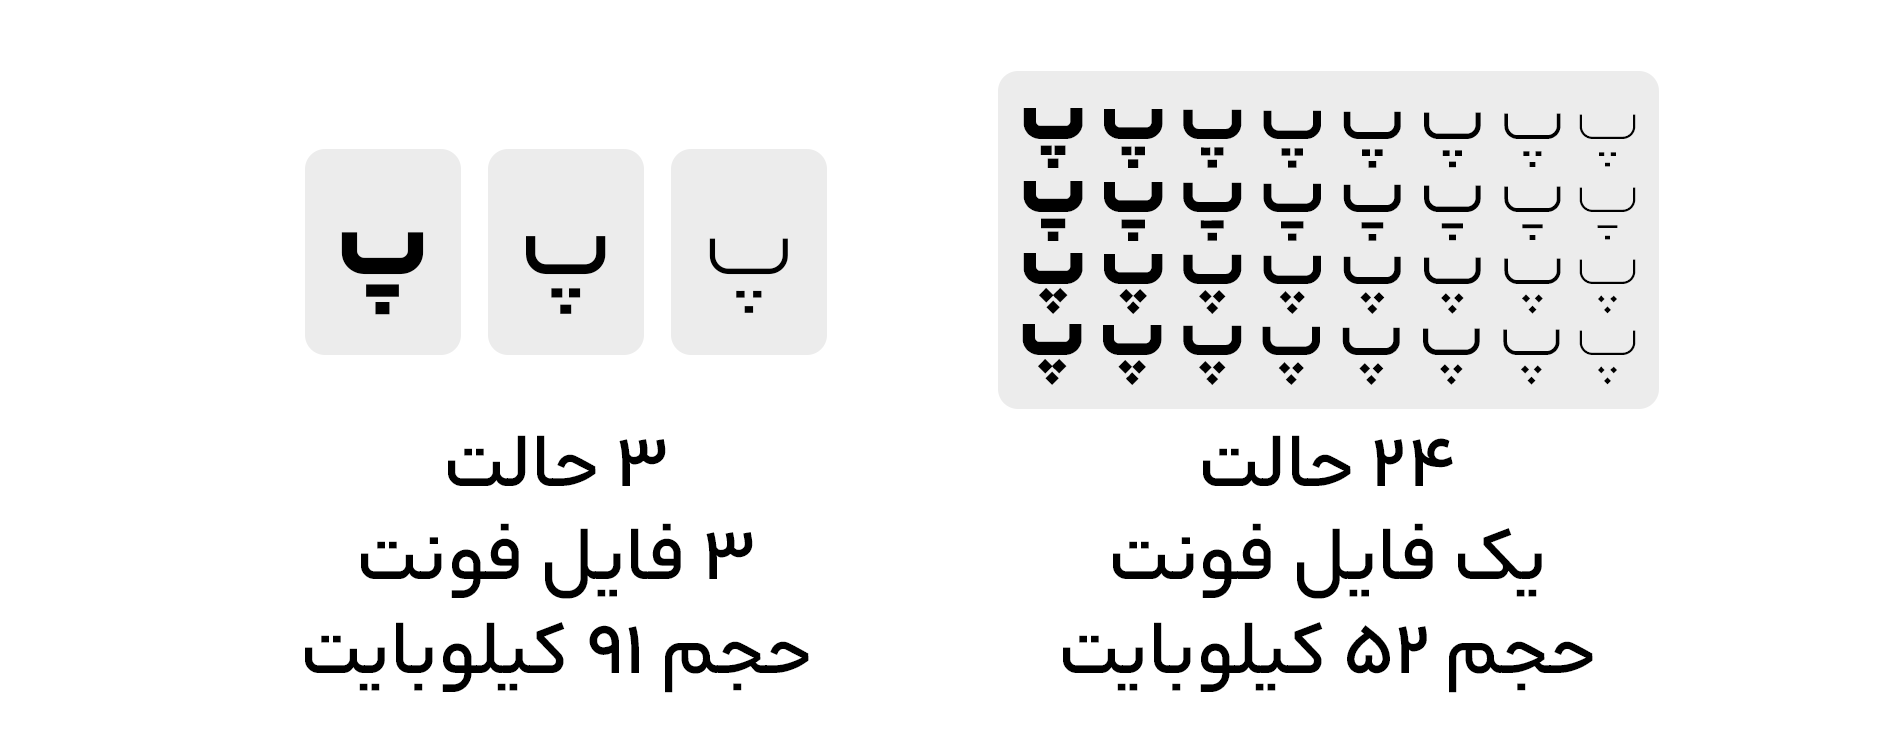 پ پ پ پ پ پ پ پ
پ پ پ پ پ پ پ پ
پ پ پ پ پ پ پ پ
پ پ پ پ پ پ پ پ
۲۴ حالت
یک فایل فونت
حجم ۵۲ کیلوبایت
پ پ پ
۳ حالت
۳ فایل فونت
حجم ۹۱ کیلوبایت